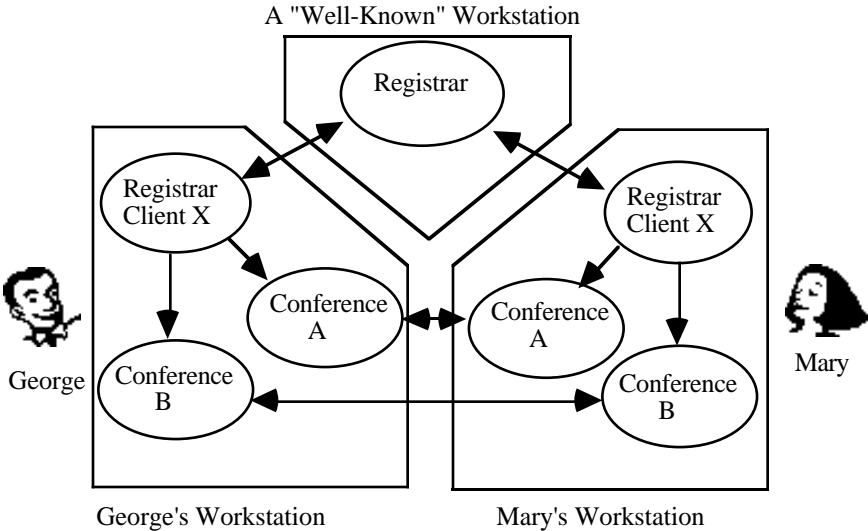 A "Well-Known" Workstation
Registrar
Registrar
Client X
Registrar
Client X
Conference
A
Conference
A
George
Conference
B
Conference
B
Mary
George's Workstation
Mary's Workstation